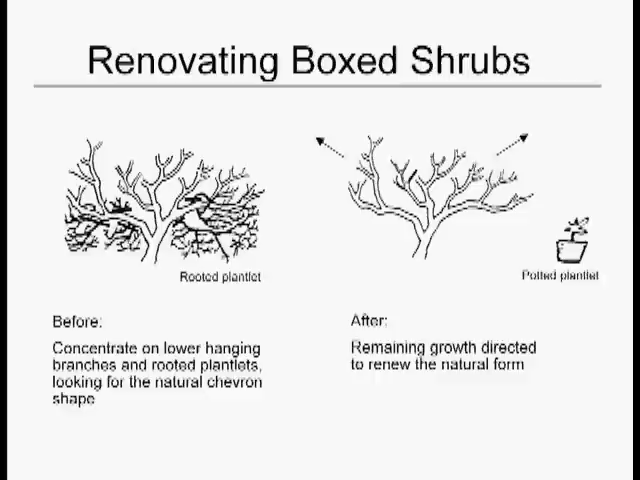 Renovating Boxed Shrubs
Rooted plantlet
Potted plantlet
Before:
Concentrate on lower hanging
branches and rooted plantlets,
looking for the natural chevron
shape
After:
Remaining growth directed
to renew the natural form